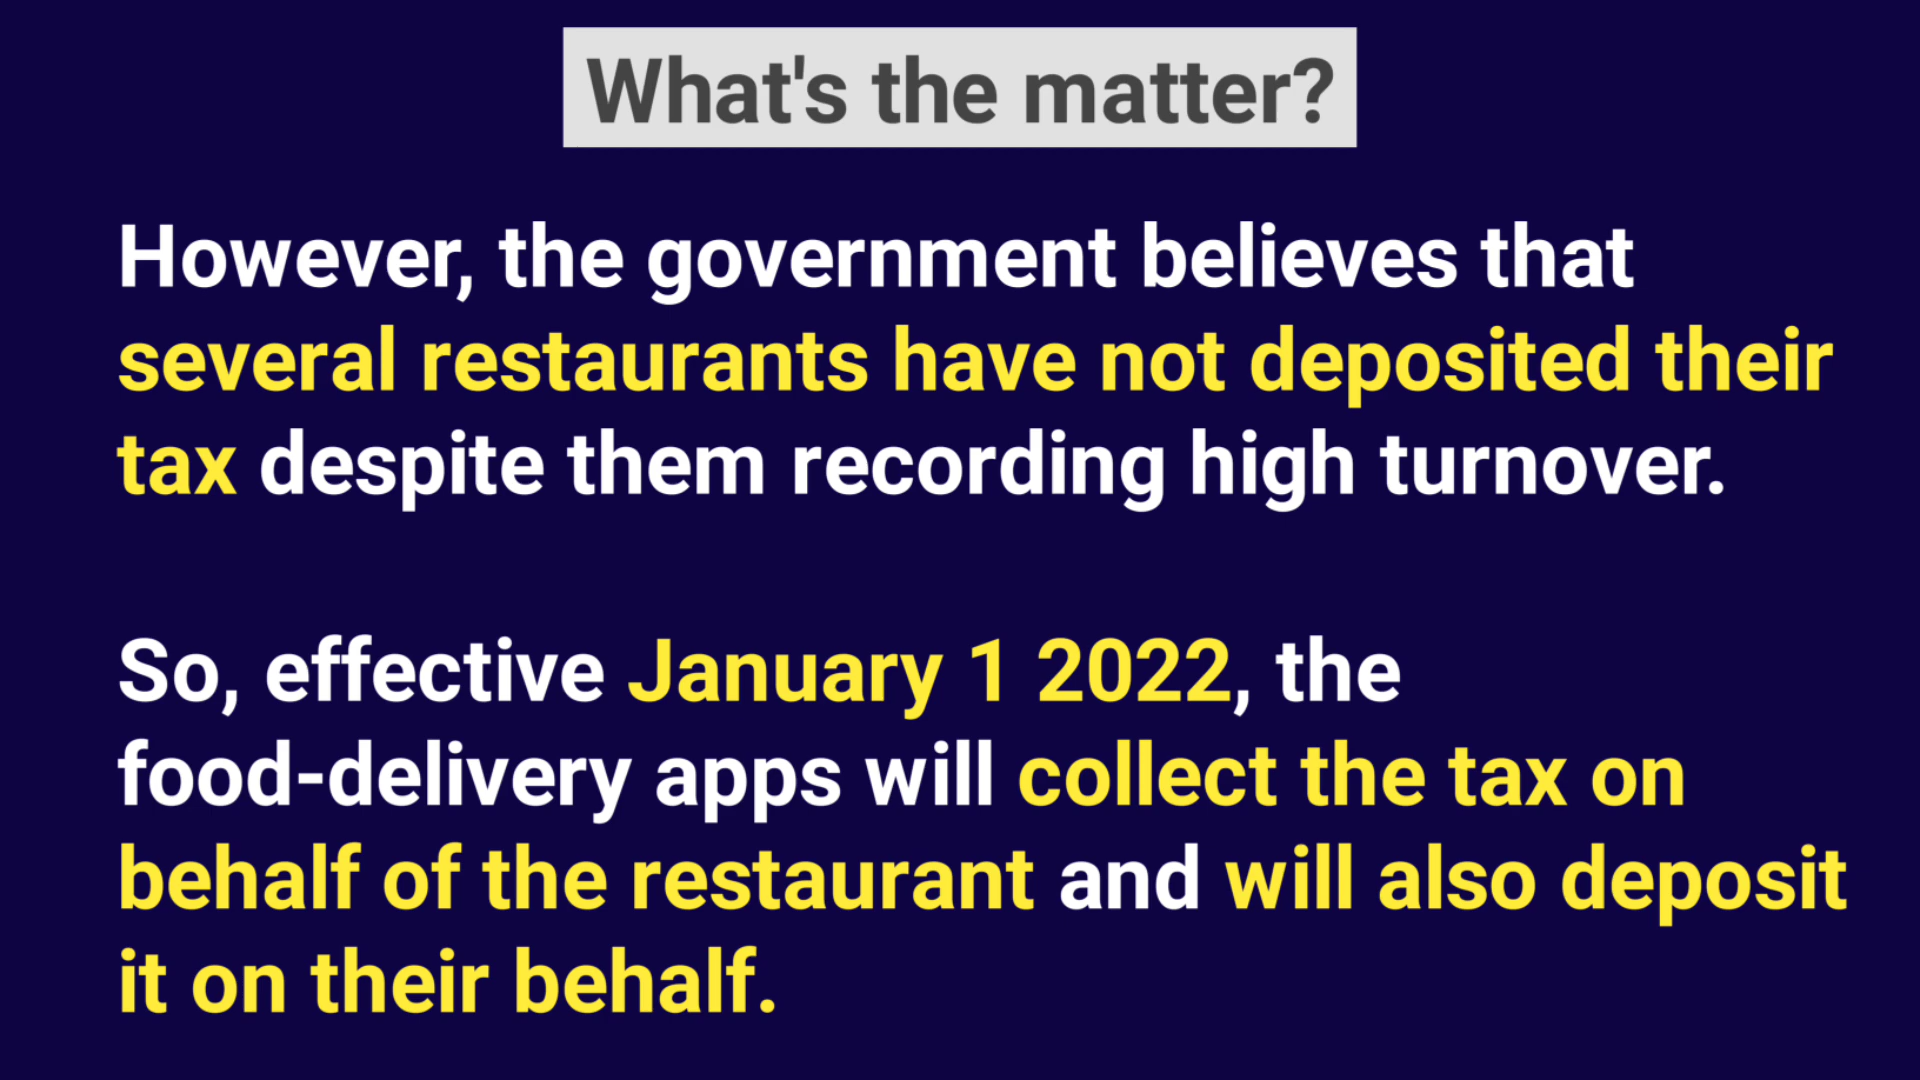 What's the matter?
However, the government believes that
several restaurants have not deposited their
tax despite them recording high turnover.
So, effective January 1 2022, the
food-delivery apps will collect the tax on
behalf of the restaurant and will also deposit
it on their behalf.